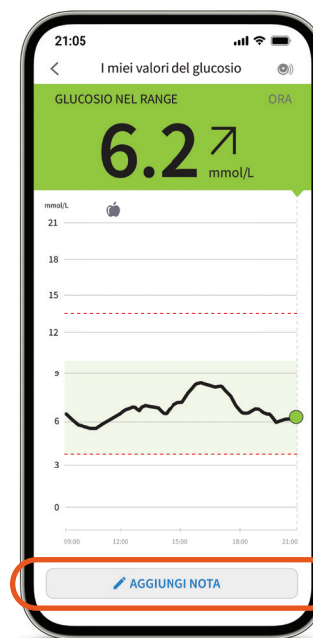 21:05
I miei valori del glucosio
GLUCOSIO NEL RANGE ORA
6.2 mmol/L
mmol/L
21
18
15
12
9
6
3
0
09:00 12:00 15:00 18:00 21:00
AGGIUNGI NOTA